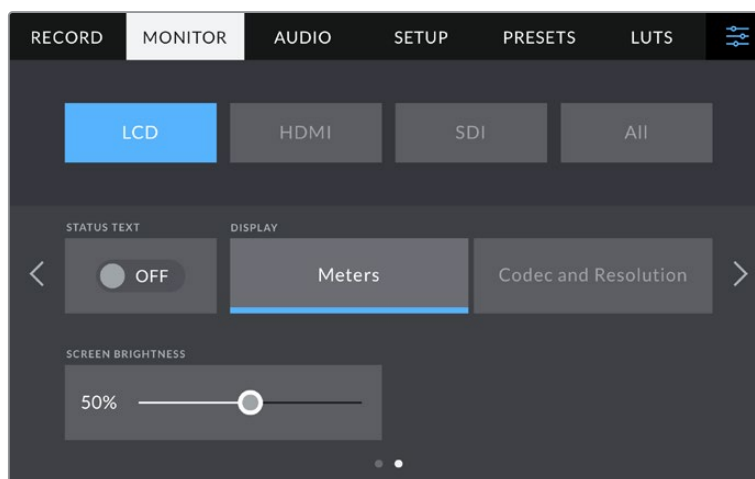 RECORD MONITOR AUDIO SETUP PRESETS LUTS
LCD HDMI SDI All
STATUS TEXT DISPLAY
OFF Meters Codec and Resolution
SCREEN BRIGHTNESS
50%